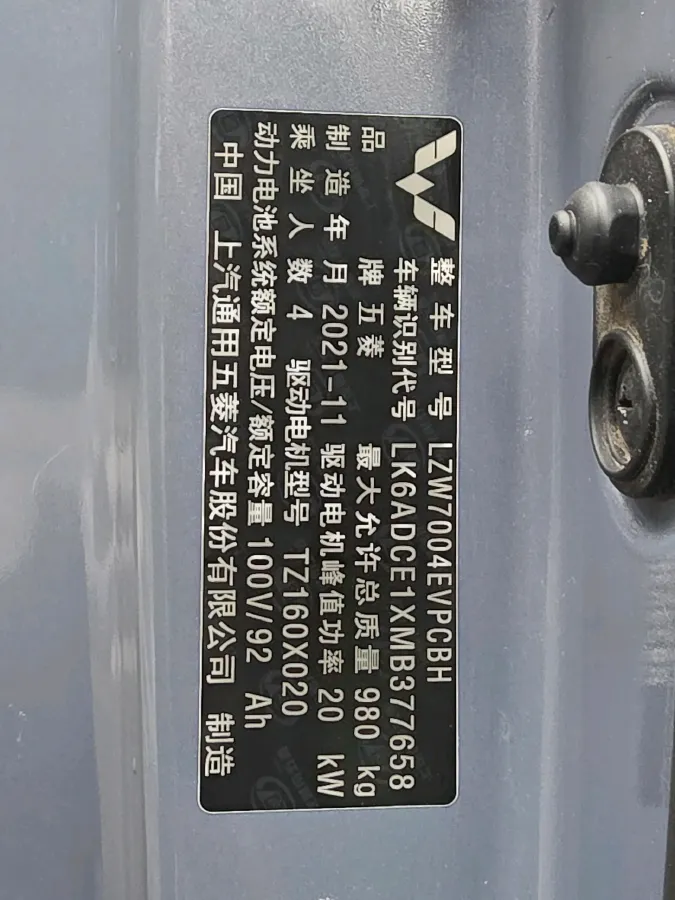 整车型号 LZW7004EVPCBH
车辆识别代号 LK6ADCE1XMB377658
品牌 五菱 最大允许总质量 980 kg
制造年月 2021-11 驱动电机峰值功率 20 kW
乘坐人数 4 驱动电机型号 TZ160X020
动力电池系统额定电压/额定容量 100V/92 Ah
中国 上汽通用五菱汽车股份有限公司 制造